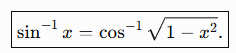 sin⁻¹ x = cos⁻¹ √(1 − x²).